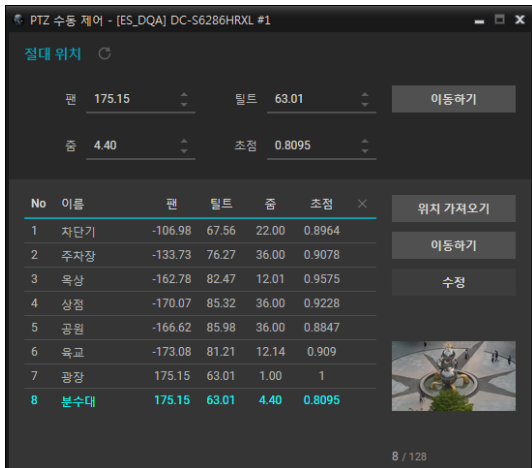 PTZ 수동 제어 - [ES_DQA] DC-S6286HRXL #1
절대 위치
팬 175.15 틸트 63.01 이동하기
줌 4.40 초점 0.8095
No 이름 팬 틸트 줌 초점
1 차단기 -106.98 67.56 22.00 0.8964
2 주차장 -133.73 76.27 36.00 0.9078
3 옥상 -162.78 82.47 12.01 0.9575
4 상점 -170.07 85.32 36.00 0.9228
5 공원 -166.62 85.98 36.00 0.8847
6 육교 -173.08 81.21 12.14 0.909
7 광장 175.15 63.01 1.00 1
8 분수대 175.15 63.01 4.40 0.8095
위치 가져오기
이동하기
수정
8 / 128